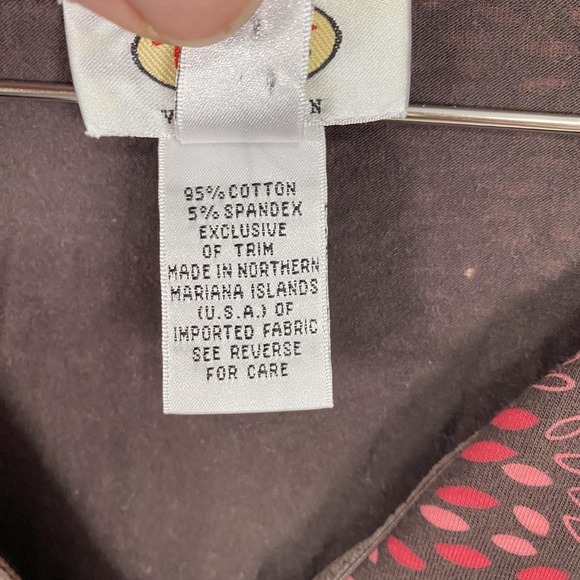 95% COTTON
5% SPANDEX
EXCLUSIVE
OF TRIM
MADE IN NORTHERN
MARIANA ISLANDS
(U.S.A.) OF
IMPORTED FABRIC
SEE REVERSE
FOR CARE